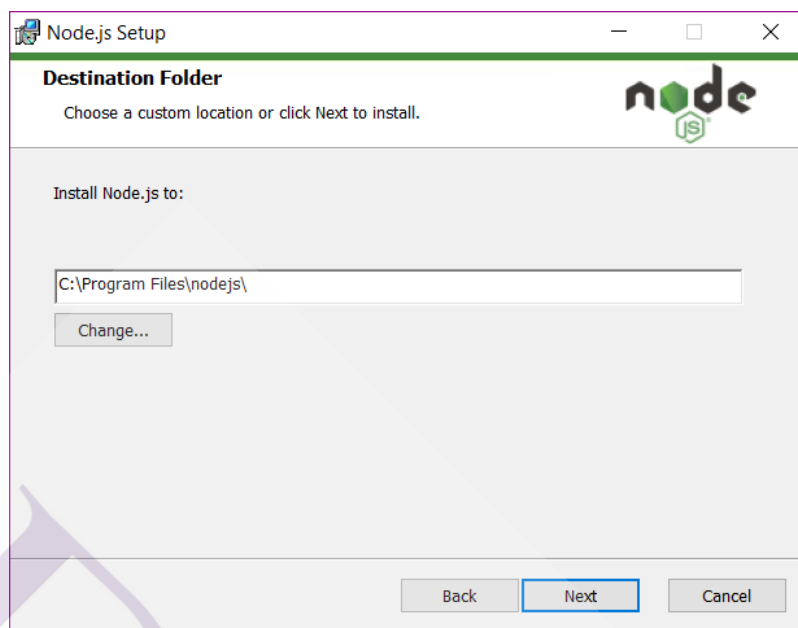 Node.js Setup
Destination Folder
Choose a custom location or click Next to install.
node
JS
Install Node.js to:
C:\Program Files\nodejs\
Change...
Back Next Cancel